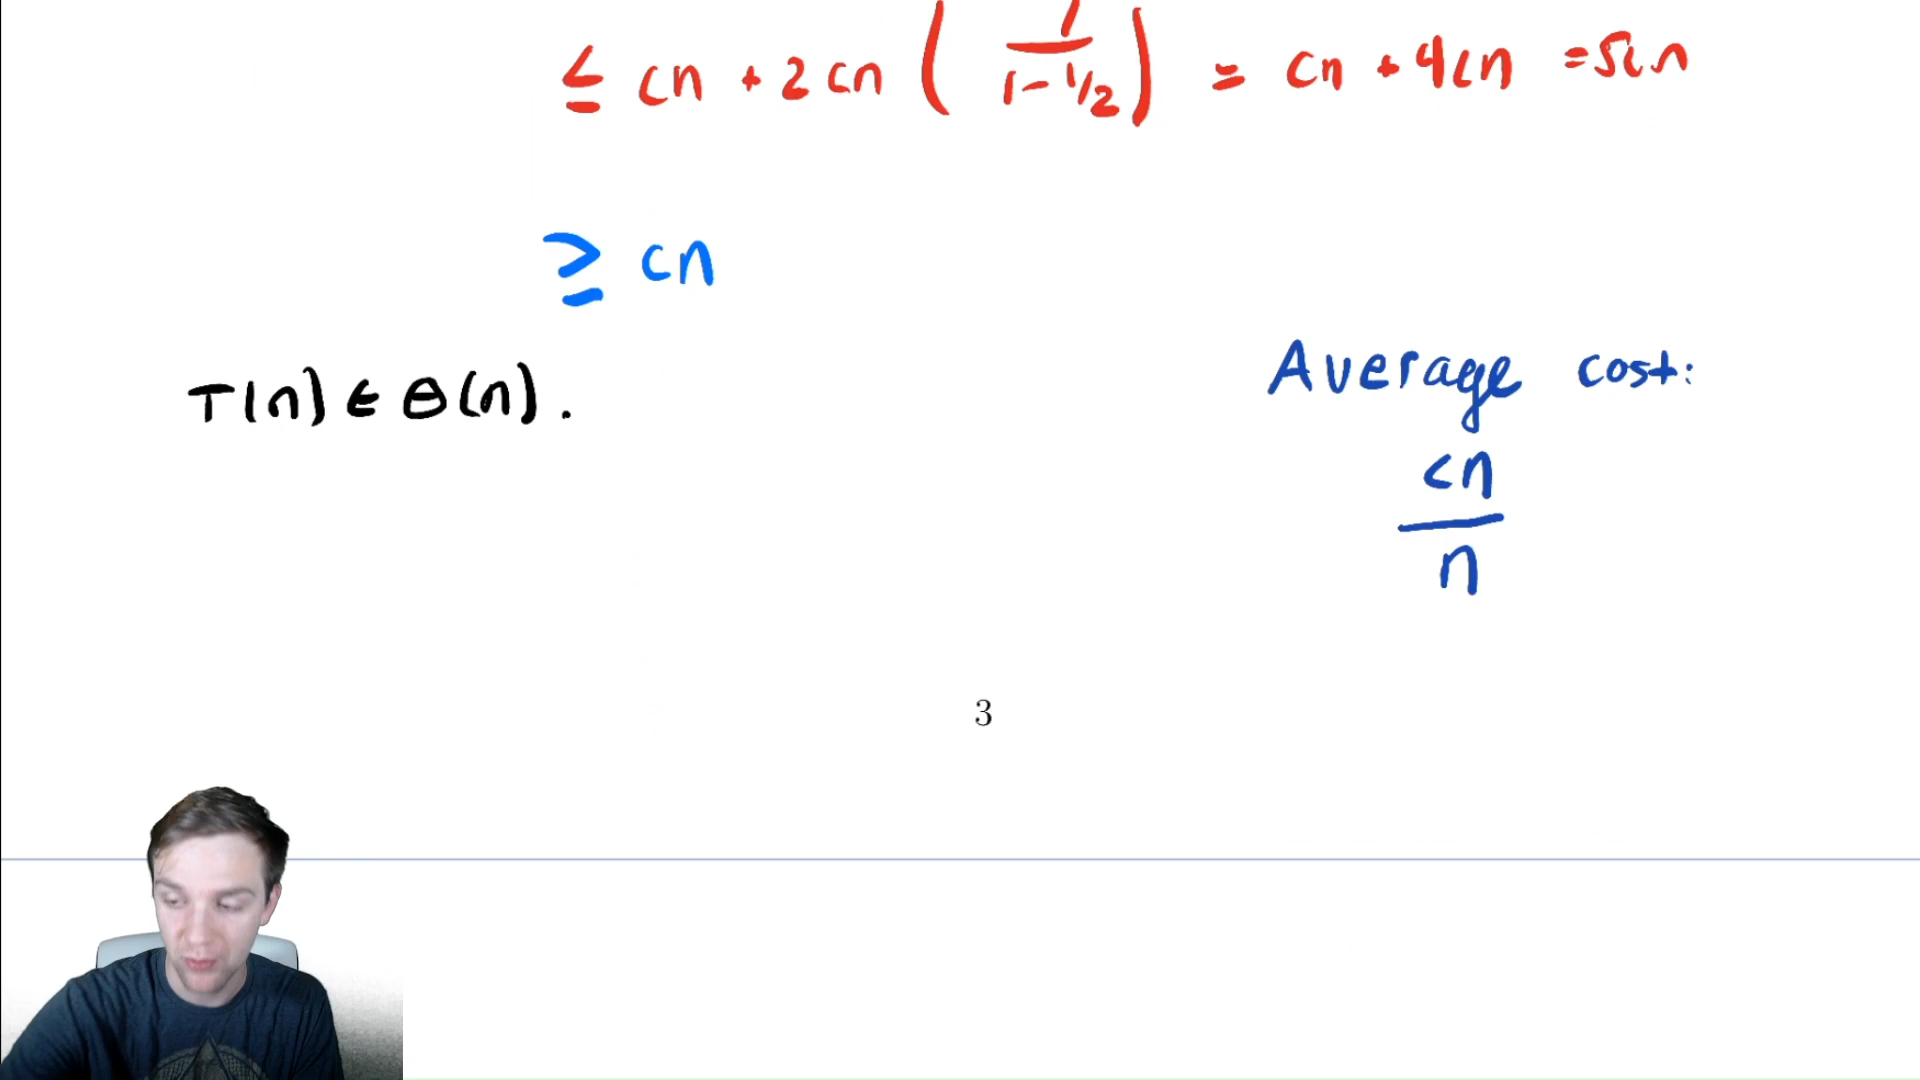 ≤ cn + 2cn ( 1 / (1 - 1/2) ) = cn + 4cn = 5cn
≥ cn
T(n) ∈ Θ(n).
Average cost:
cn
n
3